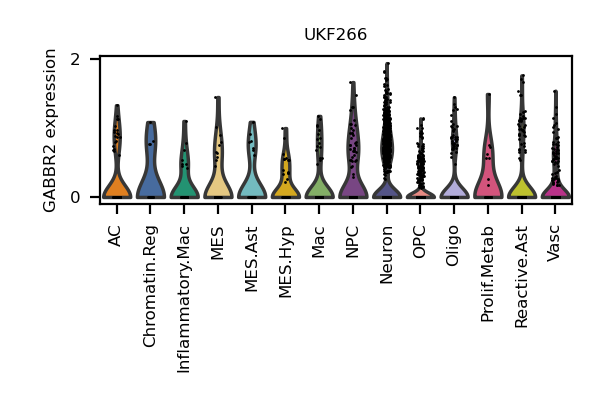 UKF266
GABBR2 expression
2
0
AC
Chromatin.Reg
Inflammatory.Mac
MES
MES.Ast
MES.Hyp
Mac
NPC
Neuron
OPC
Oligo
Prolif.Metab
Reactive.Ast
Vasc